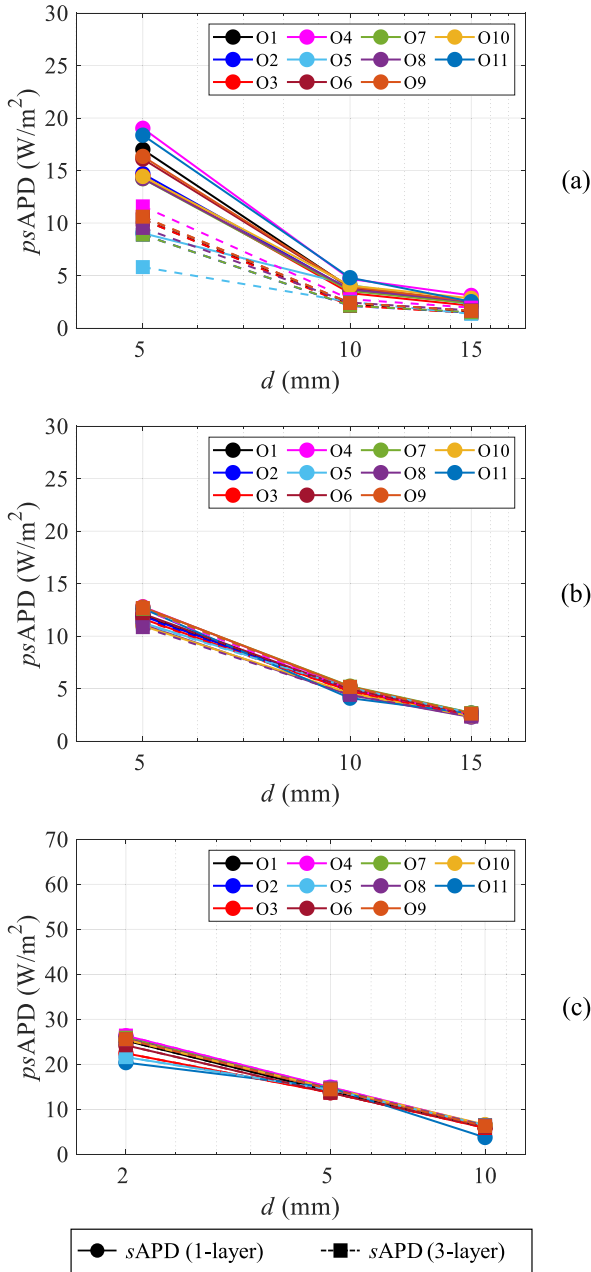 30
25
20
15
10
5
0
psAPD (W/m²)
O1 O4 O7 O10
O2 O5 O8 O11
O3 O6 O9
(a)
5 10 15
d (mm)
30
25
20
15
10
5
0
psAPD (W/m²)
O1 O4 O7 O10
O2 O5 O8 O11
O3 O6 O9
(b)
5 10 15
d (mm)
70
60
50
40
30
20
10
0
psAPD (W/m²)
O1 O4 O7 O10
O2 O5 O8 O11
O3 O6 O9
(c)
2 5 10
d (mm)
sAPD (1-layer) sAPD (3-layer)